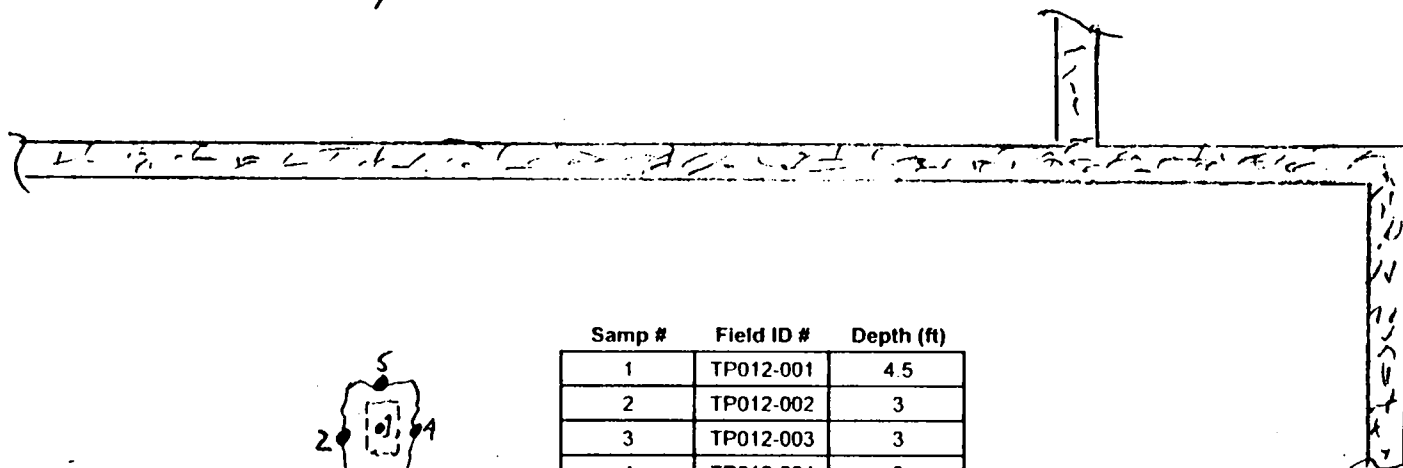 Samp # Field ID # Depth (ft)
1 TP012-001 4.5
2 TP012-002 3
3 TP012-003 3
5
2 1 4